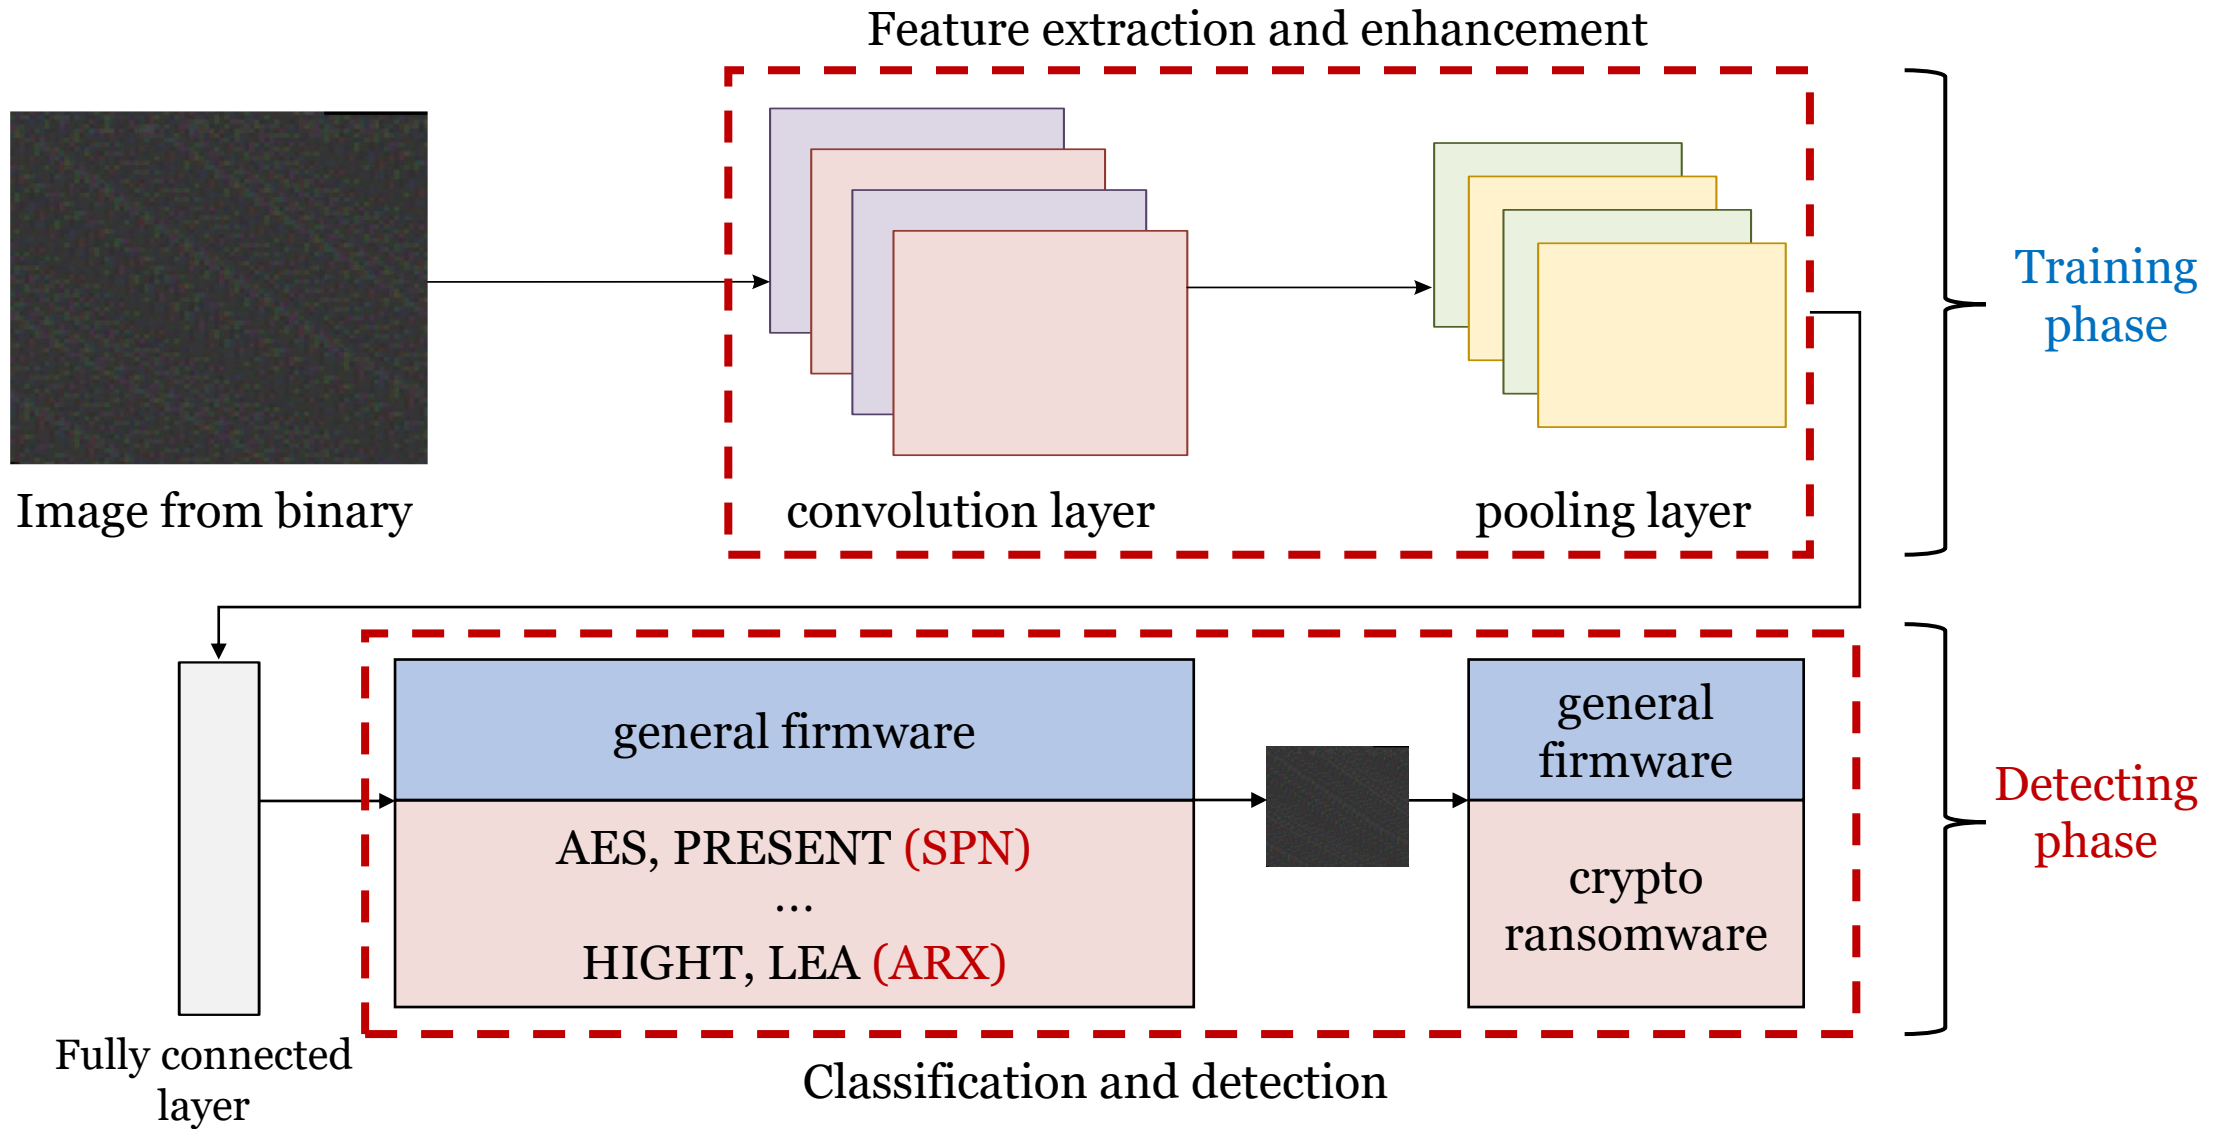 Feature extraction and enhancement
Image from binary
convolution layer
pooling layer
Training
phase
general firmware
AES, PRESENT (SPN)
...
HIGHT, LEA (ARX)
general
firmware
crypto
ransomware
Detecting
phase
Fully connected
layer
Classification and detection